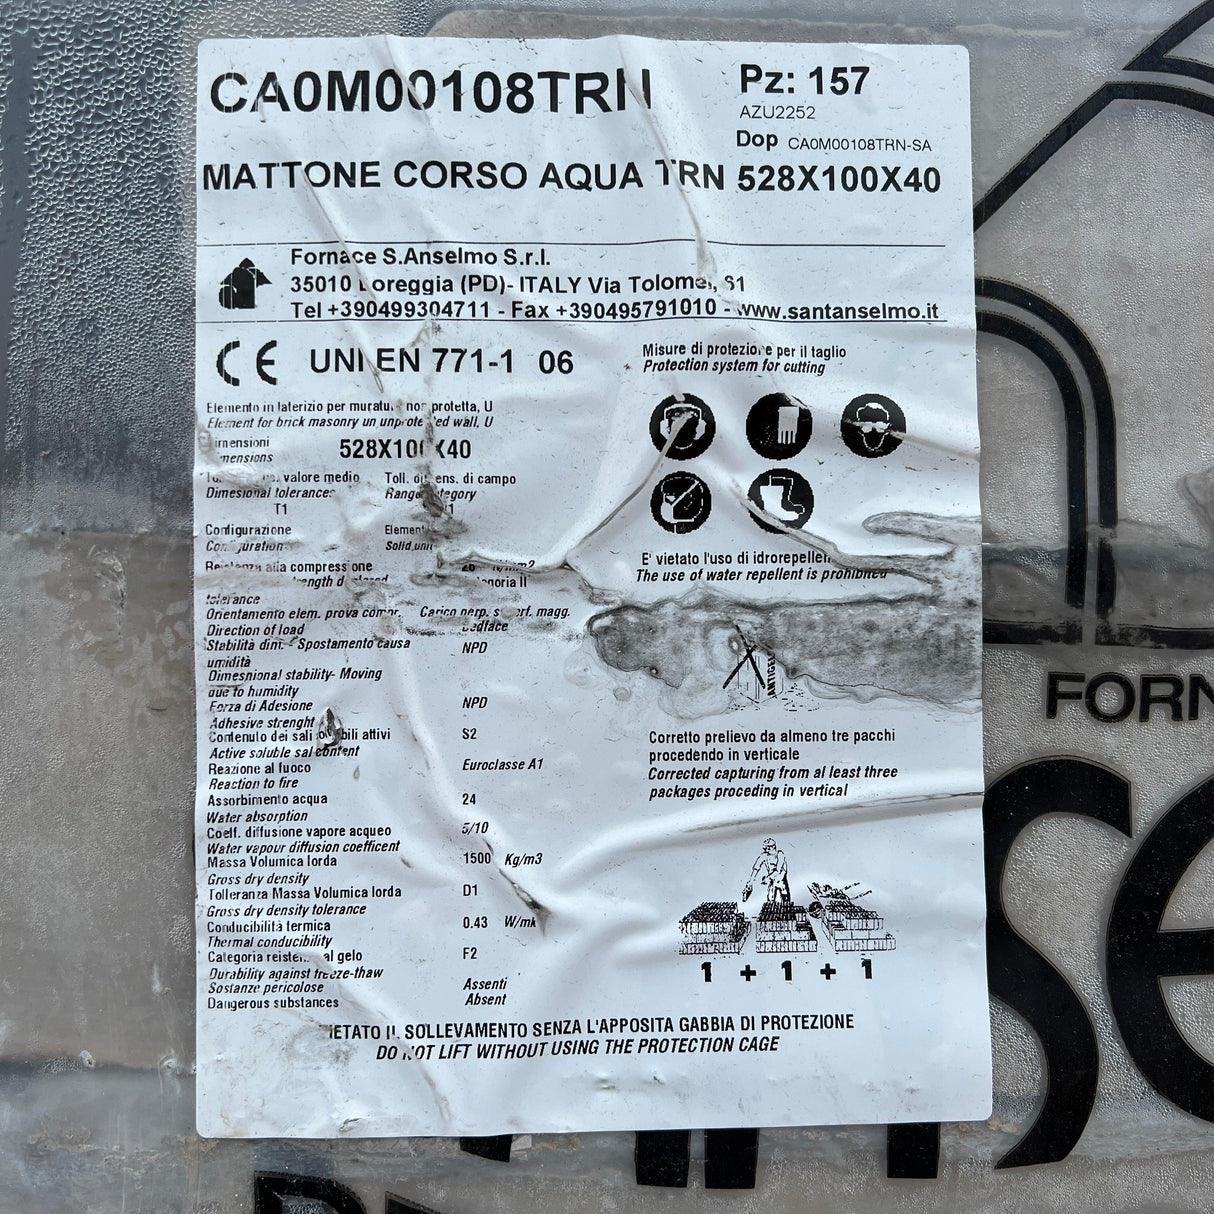 CA0M00108TRN
Pz: 157
AZU2252
Dop CA0M00108TRN-SA
MATTONE CORSO AQUA TRN 528X100X40
Fornace S.Anselmo S.r.l.
35010 Loreggia (PD)- ITALY Via Tolomei, 61
Tel +390499304711 - Fax +390495791010 - www.santanselmo.it
CE UNI EN 771-1 06
Misure di protezione per il taglio
Protection system for cutting
Elemento in laterizio per muratura non protetta, U
Element for brick masonry un unprotected wall, U
Dimensioni
Dimensions
528X100X40
valore medio
Toll. dimens. di campo
Dimesional tolerances
Range category
T1
Configurazione
Configuration
Solid unit
Resistenza alla compressione
N/mm2
E' vietato l'uso di idrorepellenti
The use of water repellent is prohibited
tolerance
Orientamento elem. prova compr. Carico perp. superf. magg.
Direction of load
Bedface
Stabilità dim. - Spostamento causa
umidità
NPD
Dimesnional stability- Moving
due to humidity
Forza di Adesione NPD
Adhesive strenght
Contenuto dei sali solubili attivi S2
Active soluble sal content
Reazione al fuoco Euroclasse A1
Reaction to fire
Assorbimento acqua 24
Water absorption
Coeff. diffusione vapore acqueo 5/10
Water vapour diffusion coefficent
Massa Volumica lorda 1500 Kg/m3
Gross dry density
Tolleranza Massa Volumica lorda D1
Gross dry density tolerance
Conducibilità termica 0.43 W/mk
Thermal conducibility
Categoria reistenza al gelo F2
Durability against freeze-thaw
Sostanze pericolose Assenti
Dangerous substances Absent
ANTIGELO
Corretto prelievo da almeno tre pacchi
procedendo in verticale
Corrected capturing from al least three
packages proceding in vertical
1 + 1 + 1
VIETATO IL SOLLEVAMENTO SENZA L'APPOSITA GABBIA DI PROTEZIONE
DO NOT LIFT WITHOUT USING THE PROTECTION CAGE
FORN